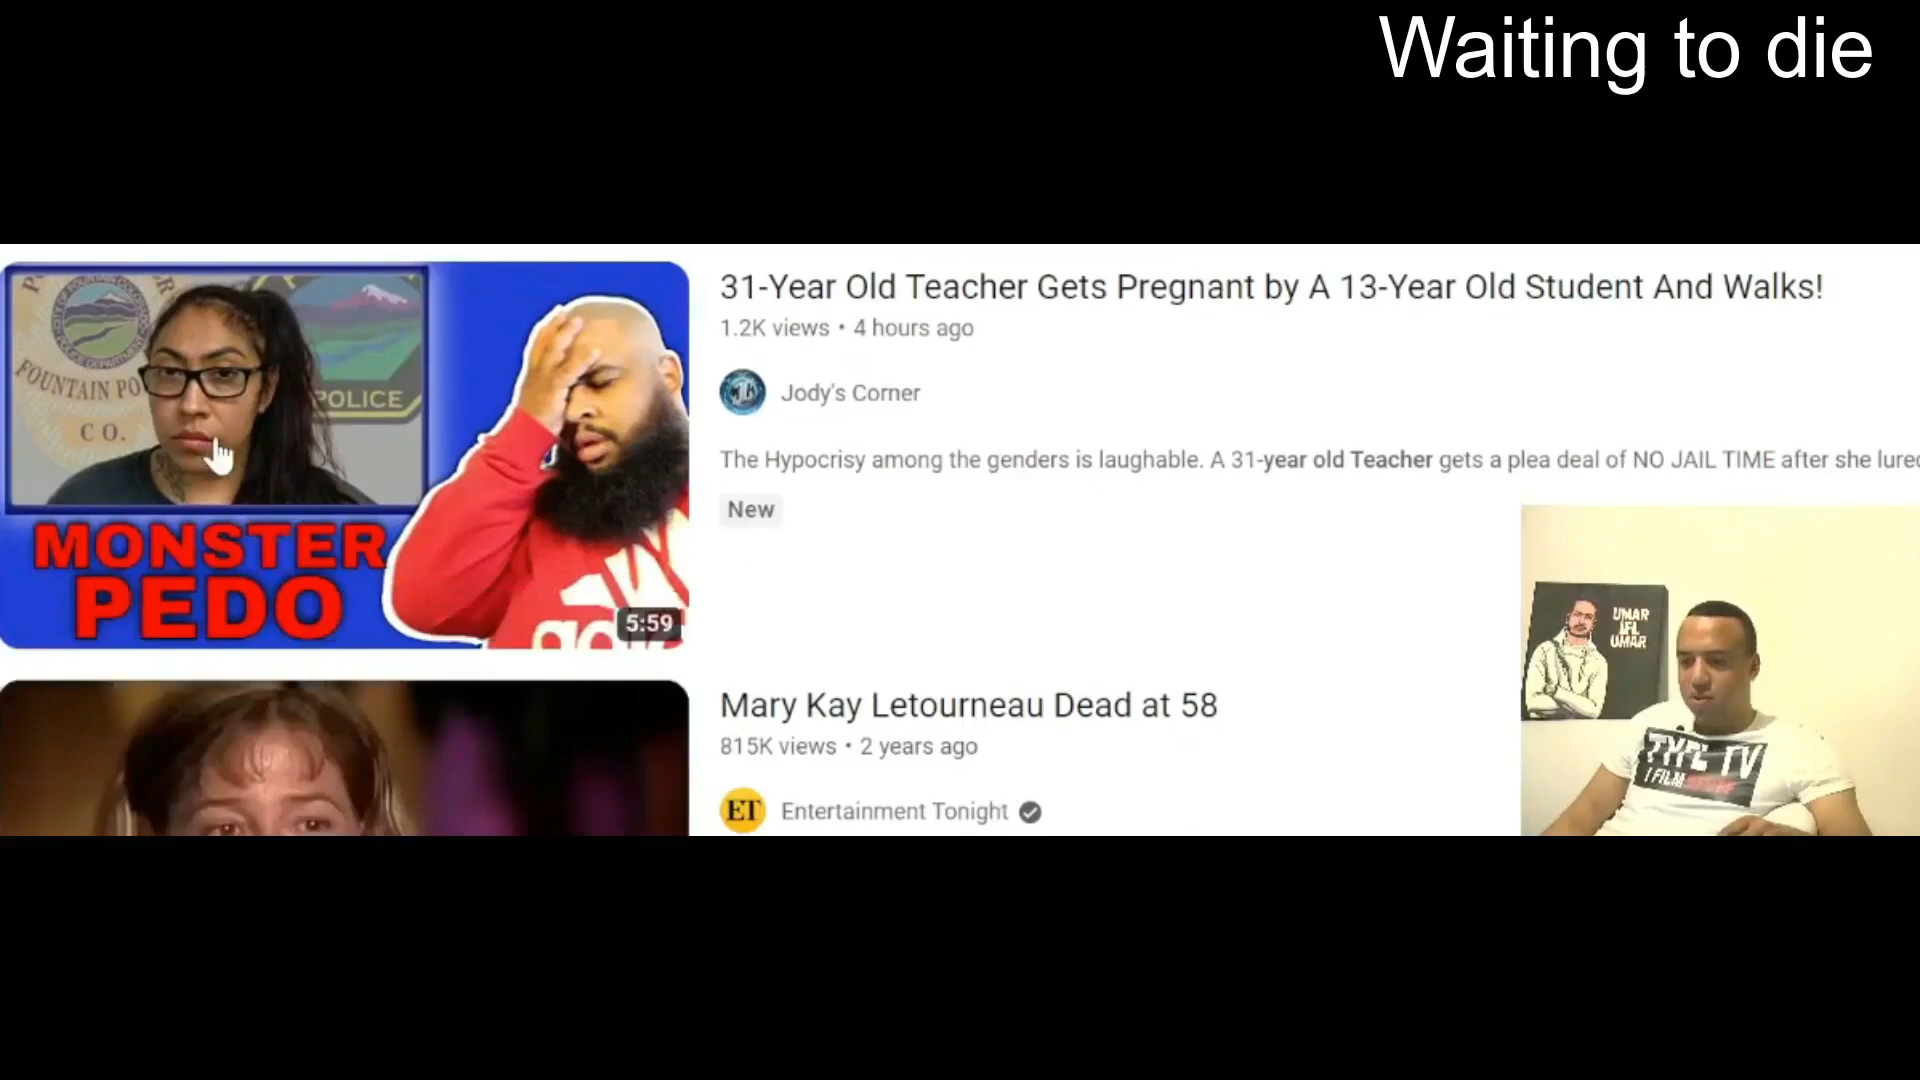 Waiting to die
31-Year Old Teacher Gets Pregnant by A 13-Year Old Student And Walks!
1.2K views • 4 hours ago
Jody's Corner
The Hypocrisy among the genders is laughable. A 31-year old Teacher gets a plea deal of NO JAIL TIME after she lured
New
FOUNTAIN PO
CO.
POLICE
MONSTER
PEDO
5:59
UMAR
UMAR
Mary Kay Letourneau Dead at 58
815K views • 2 years ago
ET Entertainment Tonight
TV
I FILM